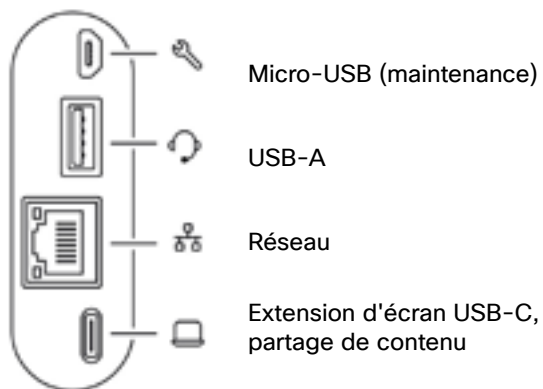 Micro-USB (maintenance)
USB-A
Réseau
Extension d'écran USB-C,
partage de contenu